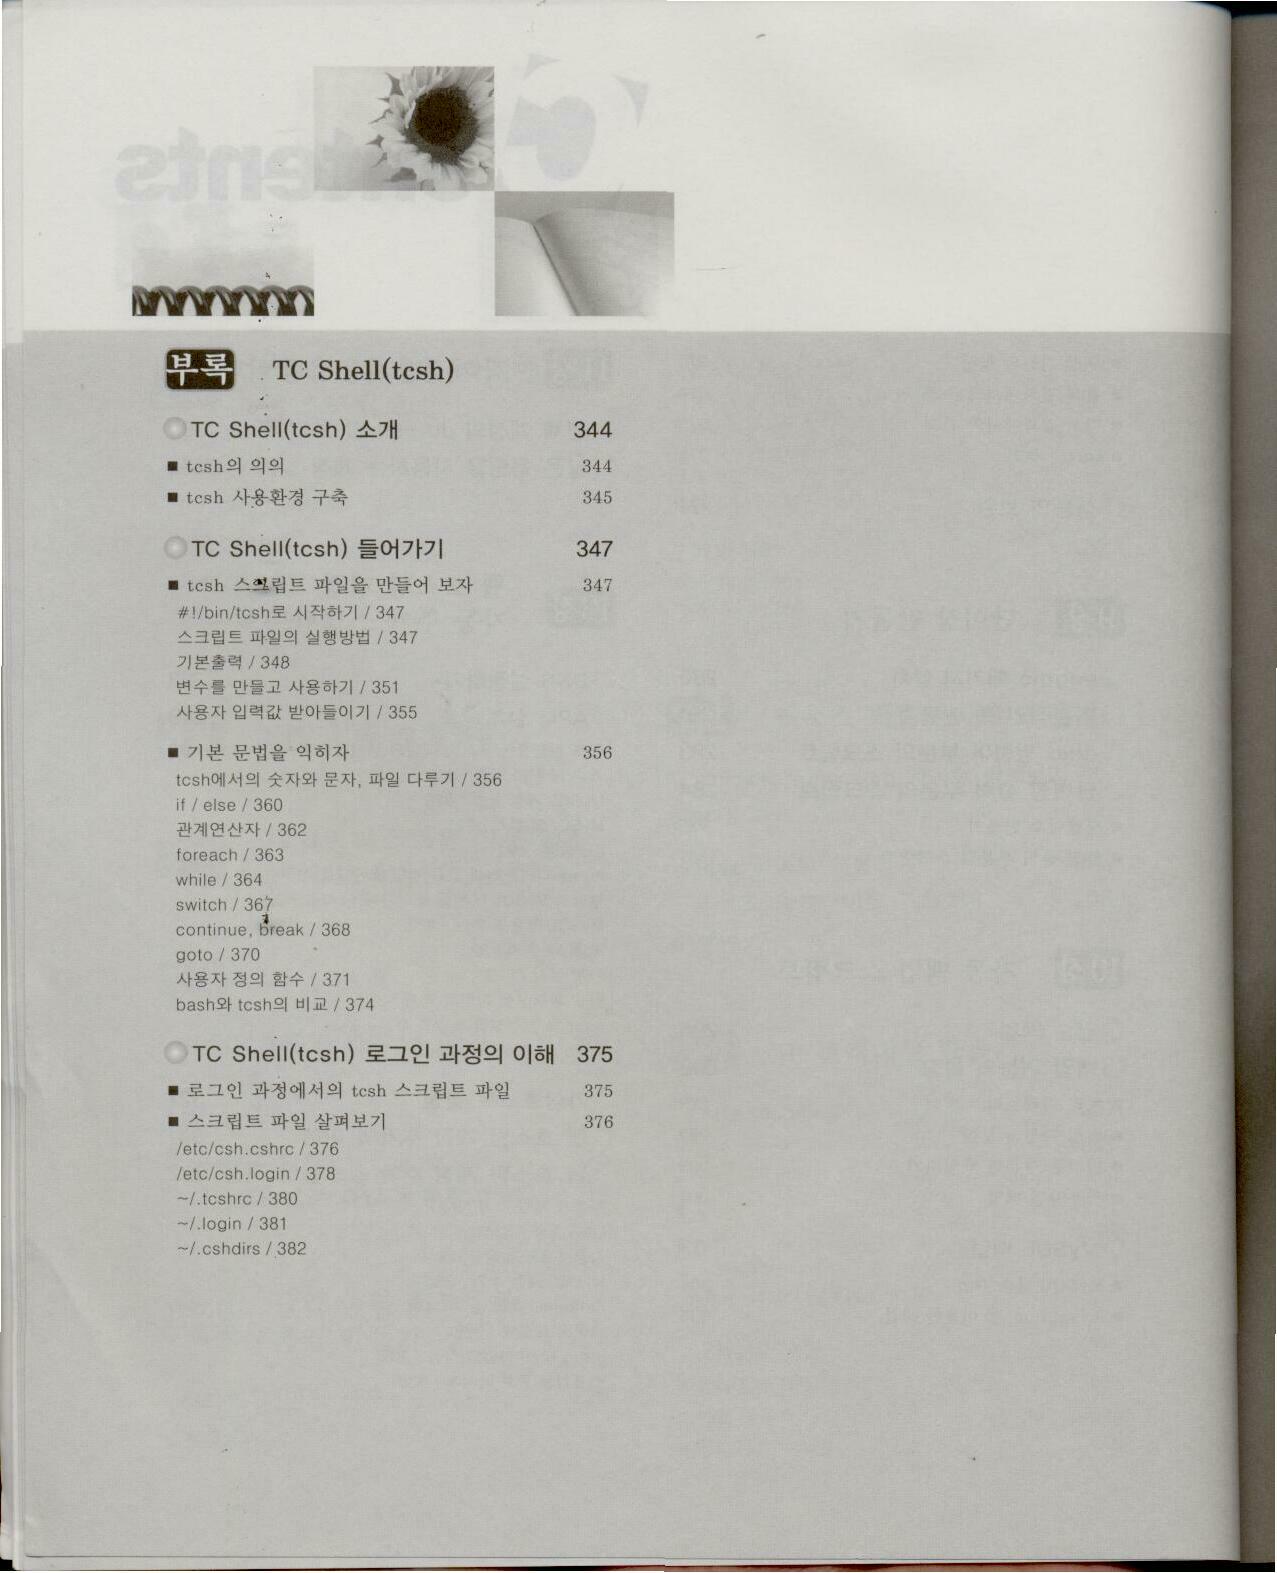 부록 TC Shell(tcsh)
TC Shell(tcsh) 소개 344
■ tcsh의 의의 344
■ tcsh 사용환경 구축 345
TC Shell(tcsh) 들어가기 347
■ tcsh 스크립트 파일을 만들어 보자 347
#!/bin/tcsh로 시작하기 / 347
스크립트 파일의 실행방법 / 347
기본출력 / 348
변수를 만들고 사용하기 / 351
사용자 입력값 받아들이기 / 355
■ 기본 문법을 익히자 356
tcsh에서의 숫자와 문자, 파일 다루기 / 356
if / else / 360
관계연산자 / 362
foreach / 363
while / 364
switch / 367
continue, break / 368
goto / 370
사용자 정의 함수 / 371
bash와 tcsh의 비교 / 374
TC Shell(tcsh) 로그인 과정의 이해 375
■ 로그인 과정에서의 tcsh 스크립트 파일 375
■ 스크립트 파일 살펴보기 376
/etc/csh.cshrc / 376
/etc/csh.login / 378
~/.tcshrc / 380
~/.login / 381
~/.cshdirs / 382